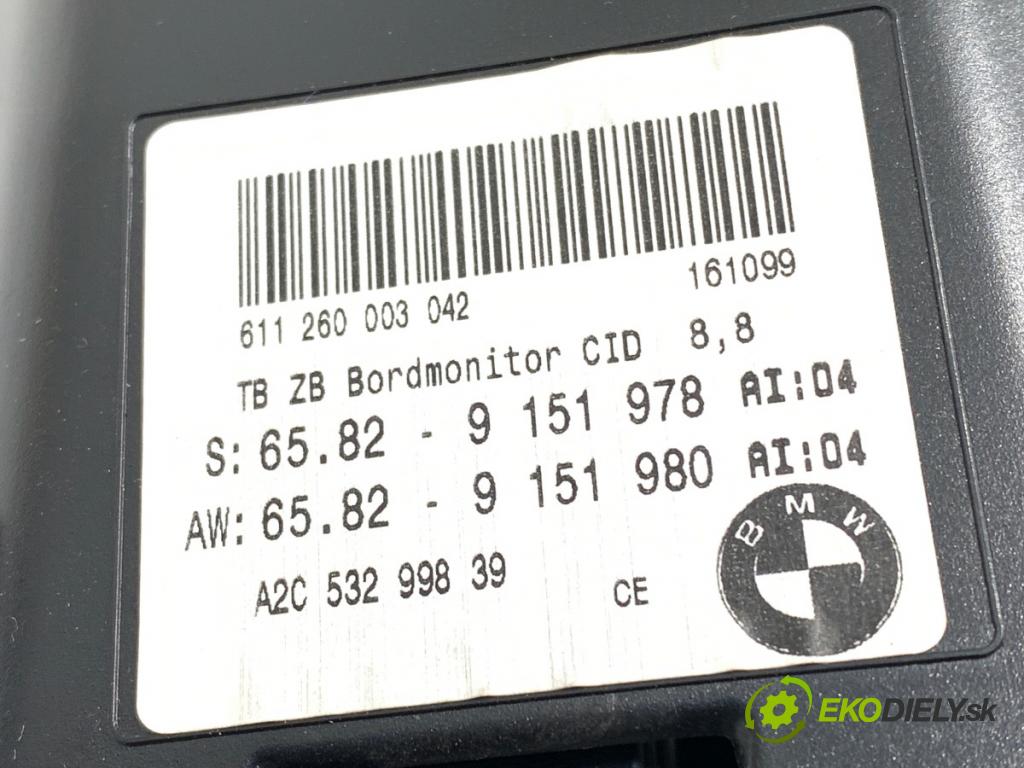 611 260 003 042 161099
TB ZB Bordmonitor CID 8,8
S: 65.82 - 9 151 978 AI:04
AW: 65.82 - 9 151 980 AI:04
A2C 532 998 39 CE
BMW
EKODIELY.sk